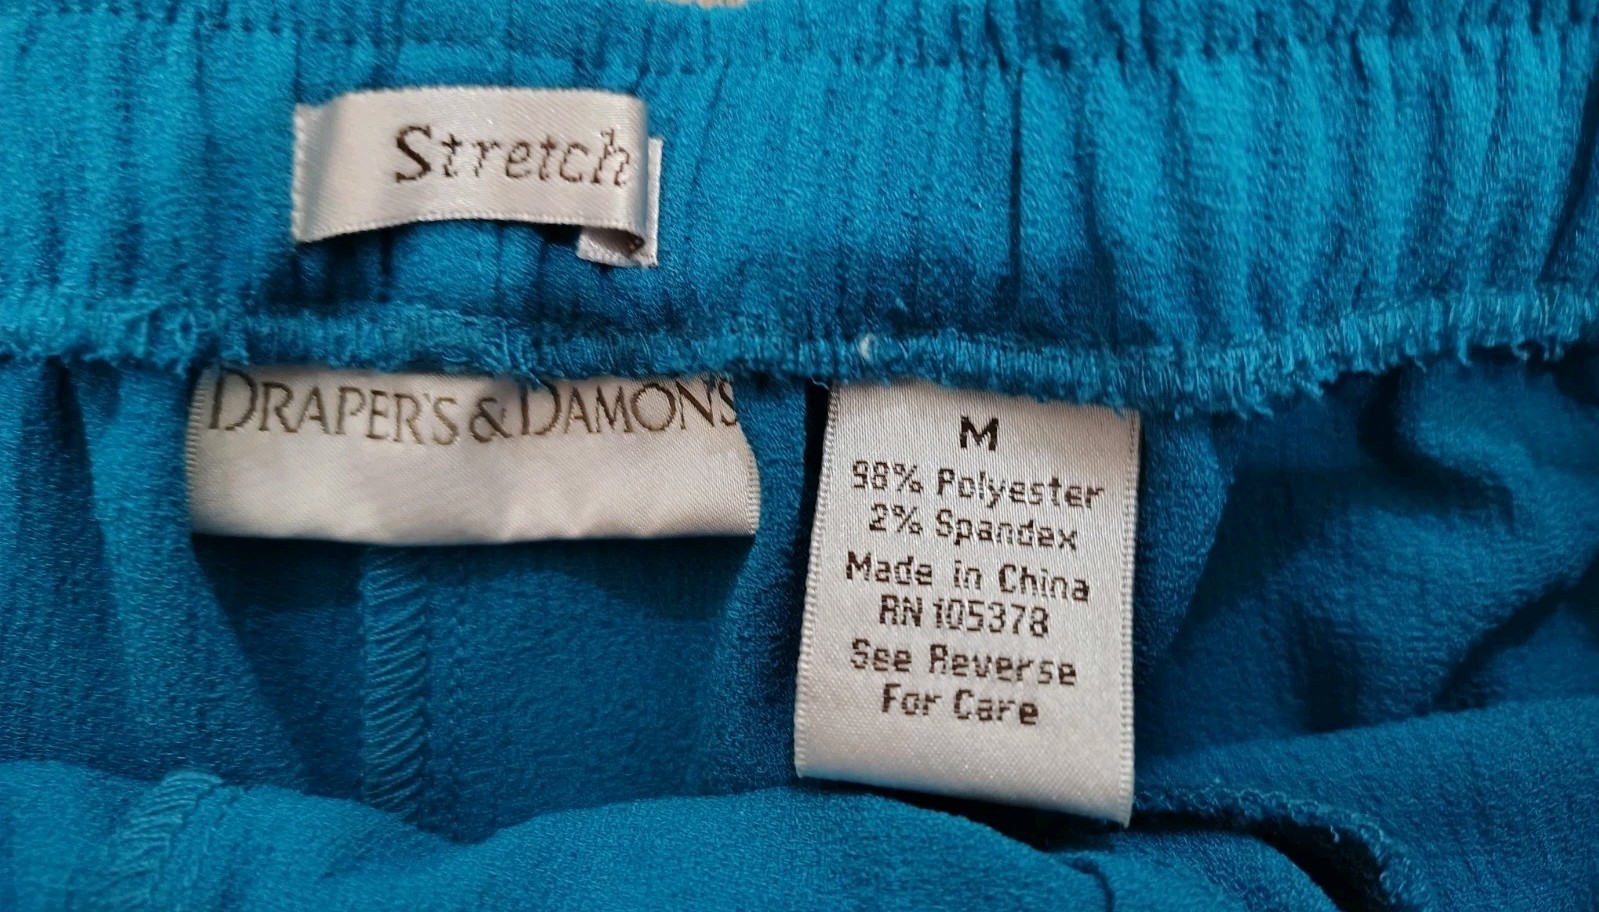 Stretch
DRAPER'S & DAMON'S
M
98% Polyester
2% Spandex
Made in China
RN 105378
See Reverse
For Care